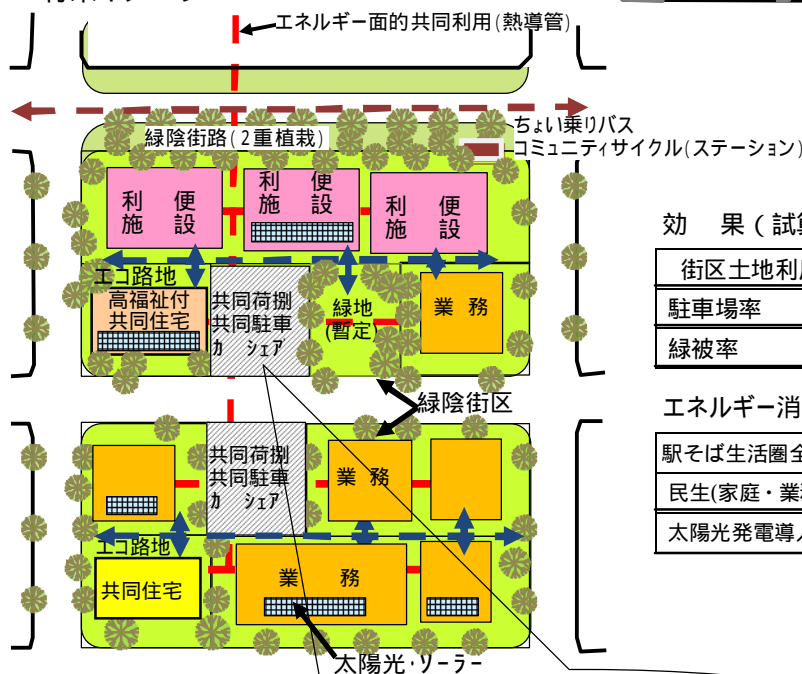 エネルギー面的共同利用(熱導管)
緑陰街路(2重植栽)
ちょい乗りバス
コミュニティサイクル(ステーション)
利 便
施 設
利 便
施 設
利 便
施 設
エコ路地
高福祉付
共同住宅
共同荷捌
共同駐車
カ シェア
緑地
(暫定)
業 務
緑陰街区
共同荷捌
共同駐車
カ シェア
業 務
エコ路地
共同住宅
業 務
太陽光・ソーラー
効 果(試
街区土地利
駐車場率
緑被率
エネルギー消
駅そば生活圏全
民生(家庭・業
太陽光発電導